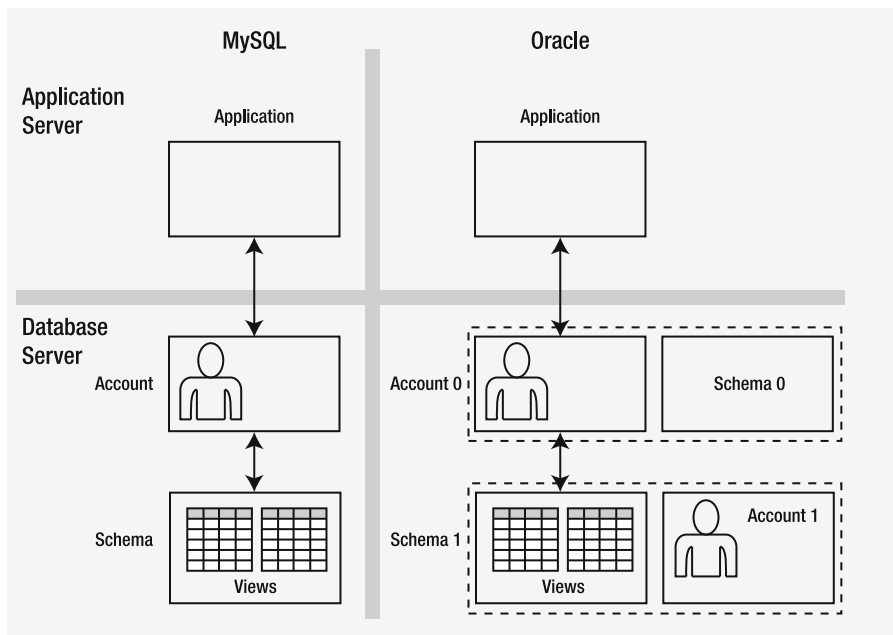 MySQL
Oracle
Application
Server
Application
Application
Database
Server
Account
Account 0
Schema 0
Schema
Views
Schema 1
Views
Account 1